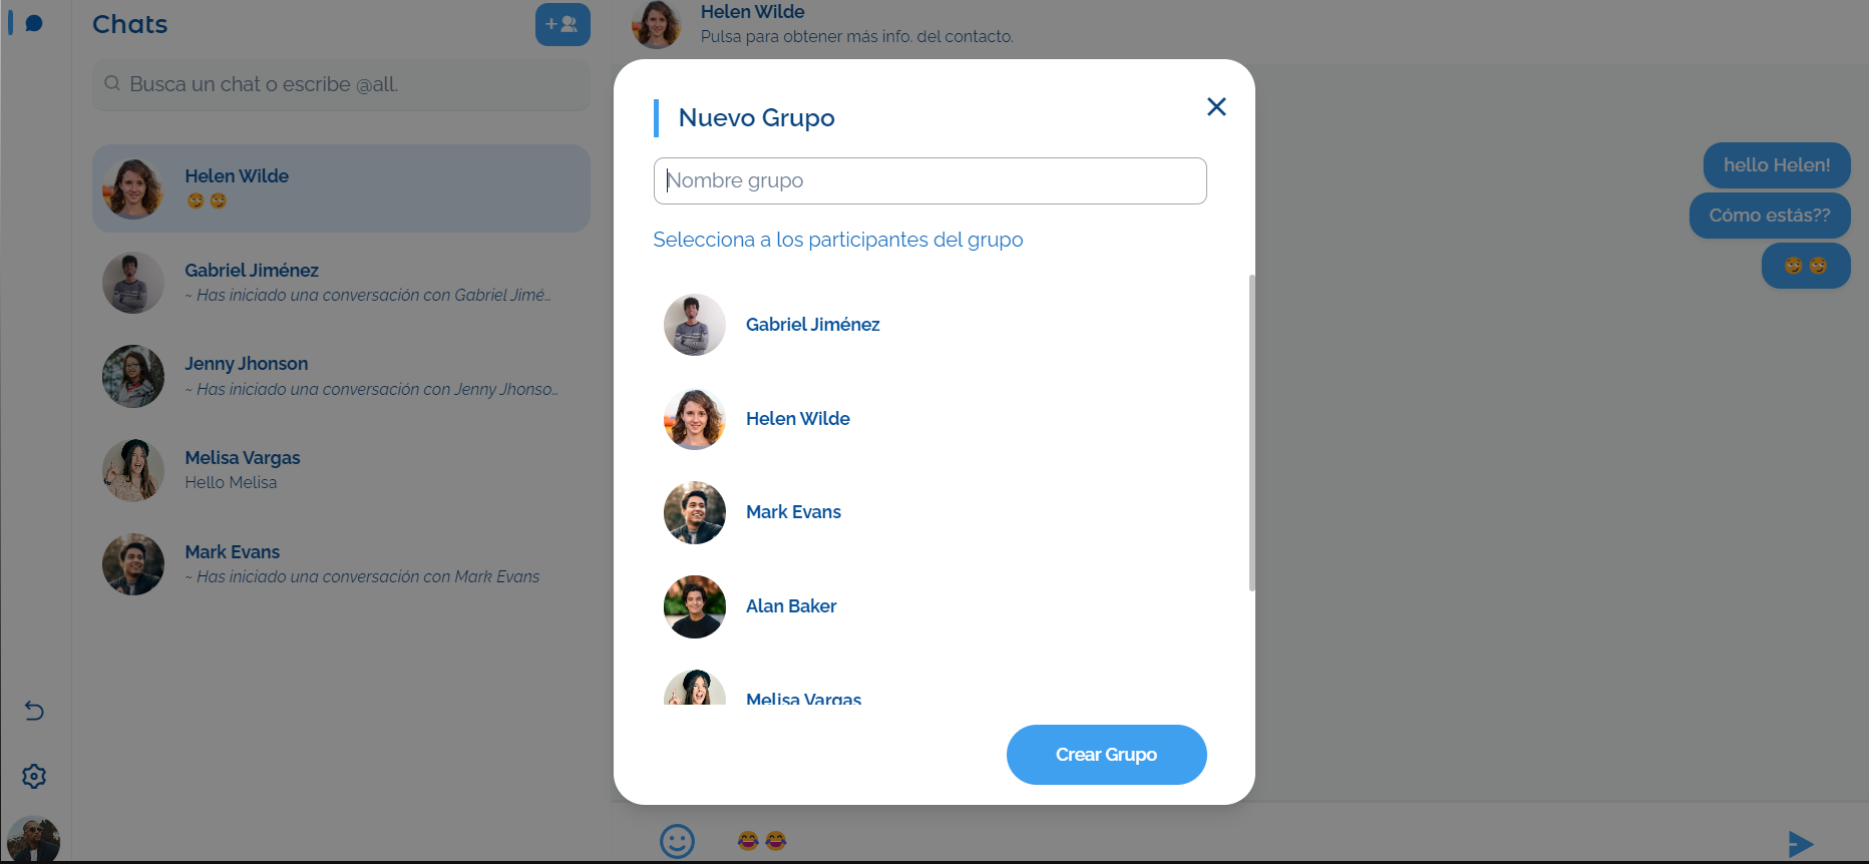 Chats
Busca un chat o escribe @all.
Helen Wilde
Gabriel Jiménez
~ Has iniciado una conversación con Gabriel Jimé...
Jenny Jhonson
~ Has iniciado una conversación con Jenny Jhonso...
Melisa Vargas
Hello Melisa
Mark Evans
~ Has iniciado una conversación con Mark Evans
Helen Wilde
Pulsa para obtener más info. del contacto.
hello Helen!
Cómo estás??
Nuevo Grupo
Nombre grupo
Selecciona a los participantes del grupo
Gabriel Jiménez
Helen Wilde
Mark Evans
Alan Baker
Melisa Vargas
Crear Grupo